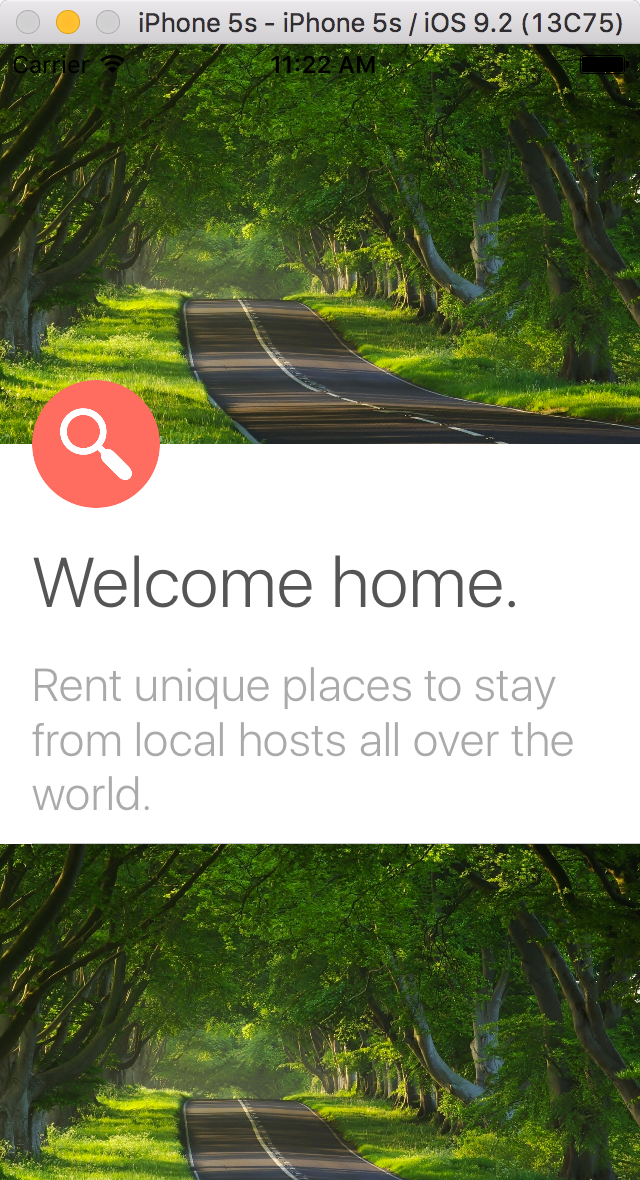 iPhone 5s - iPhone 5s / iOS 9.2 (13C75)
Carrier 11:22 AM
Welcome home.
Rent unique places to stay
from local hosts all over the
world.